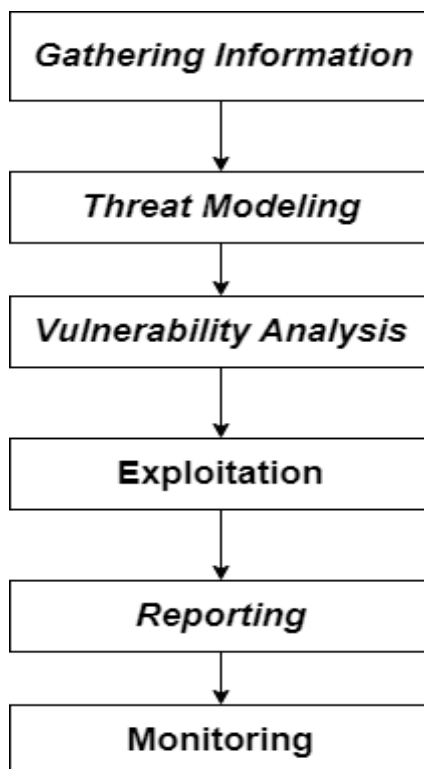 Gathering Information
Threat Modeling
Vulnerability Analysis
Exploitation
Reporting
Monitoring